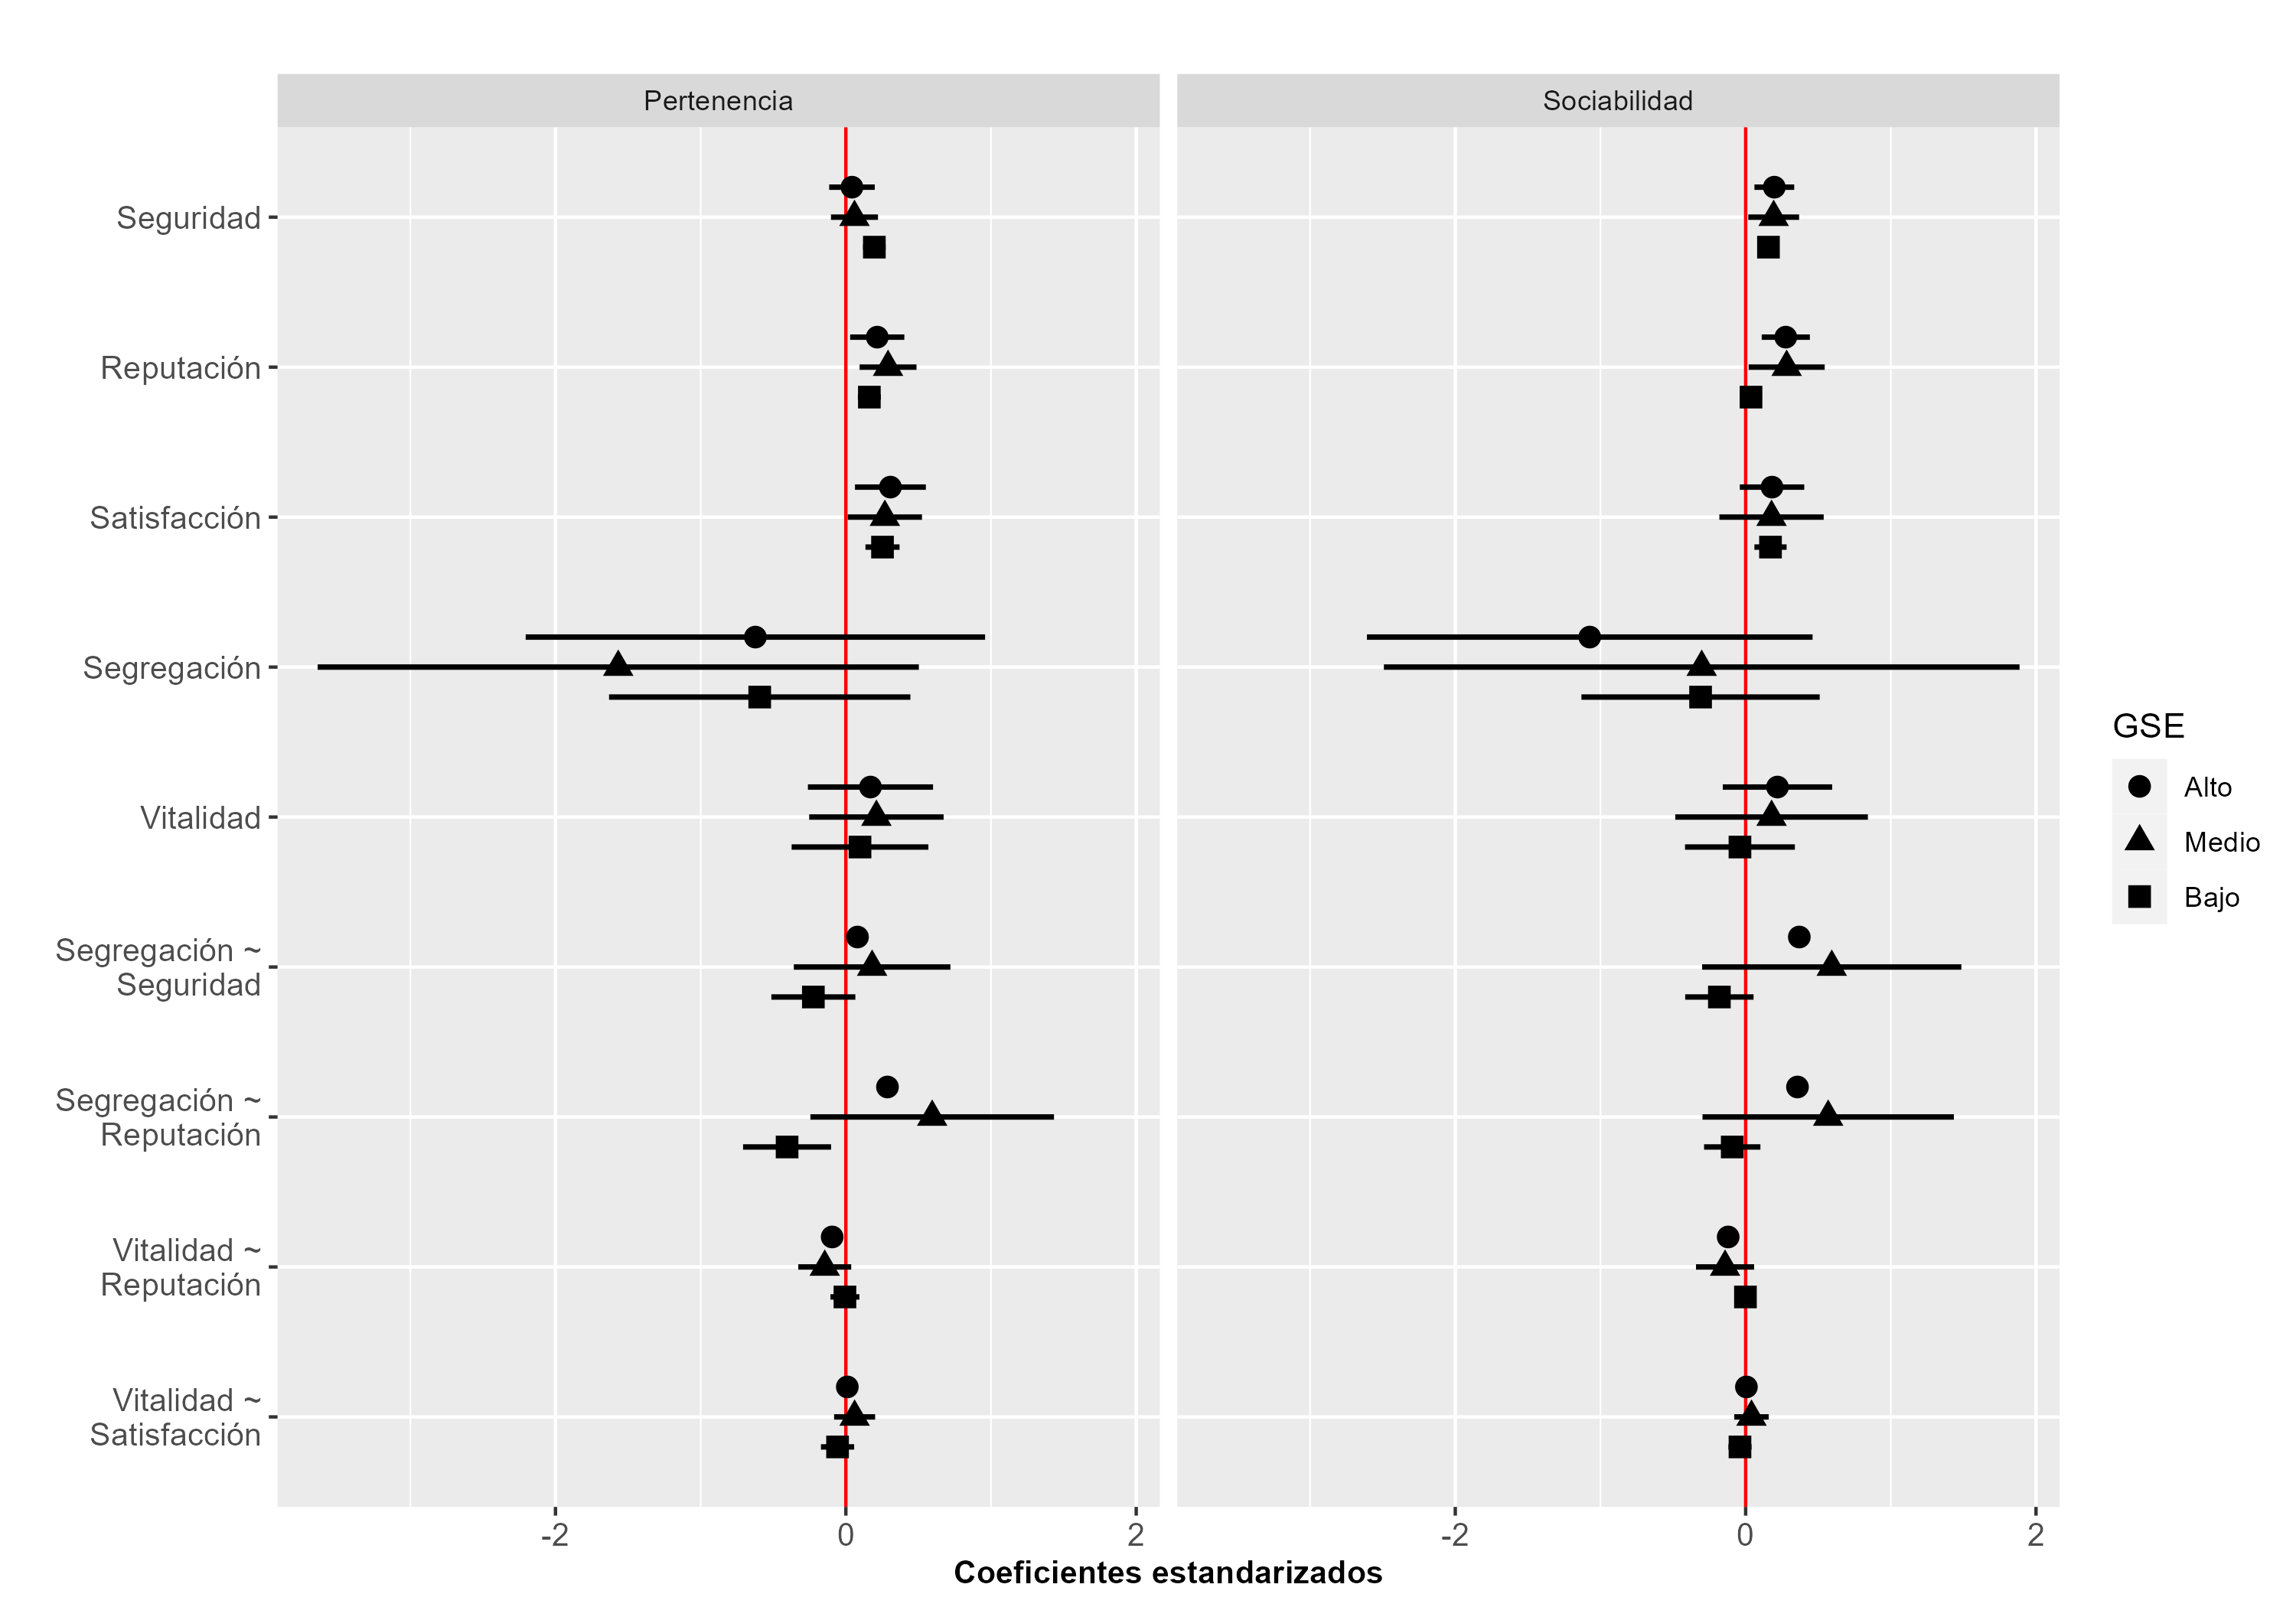 Pertenencia
Sociabilidad
Seguridad
Reputación
Satisfacción
Segregación
Vitalidad
Segregación ~
Seguridad
Segregación ~
Reputación
Vitalidad ~
Reputación
Vitalidad ~
Satisfacción
-2 0 2
-2 0 2
Coeficientes estandarizados
GSE
Alto
Medio
Bajo